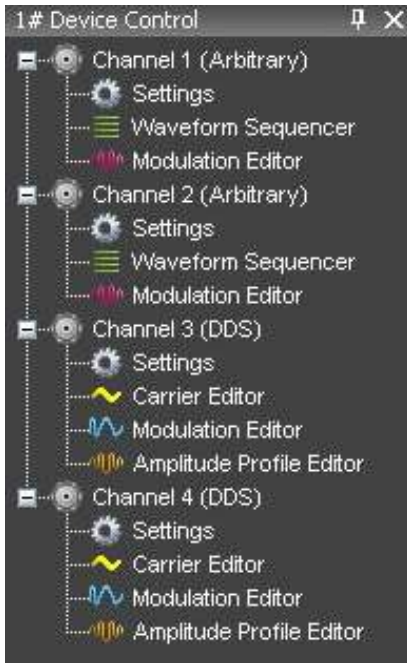 1# Device Control
Channel 1 (Arbitrary)
Settings
Waveform Sequencer
Modulation Editor
Channel 2 (Arbitrary)
Settings
Waveform Sequencer
Modulation Editor
Channel 3 (DDS)
Settings
Carrier Editor
Modulation Editor
Amplitude Profile Editor
Channel 4 (DDS)
Settings
Carrier Editor
Modulation Editor
Amplitude Profile Editor